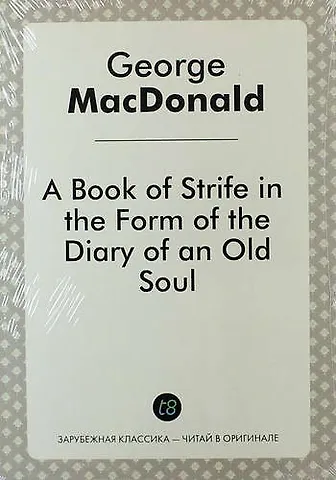 George
MacDonald
A Book of Strife in
the Form of the
Diary of an Old
Soul
t8
ЗАРУБЕЖНАЯ КЛАССИКА — ЧИТАЙ В ОРИГИНАЛЕ